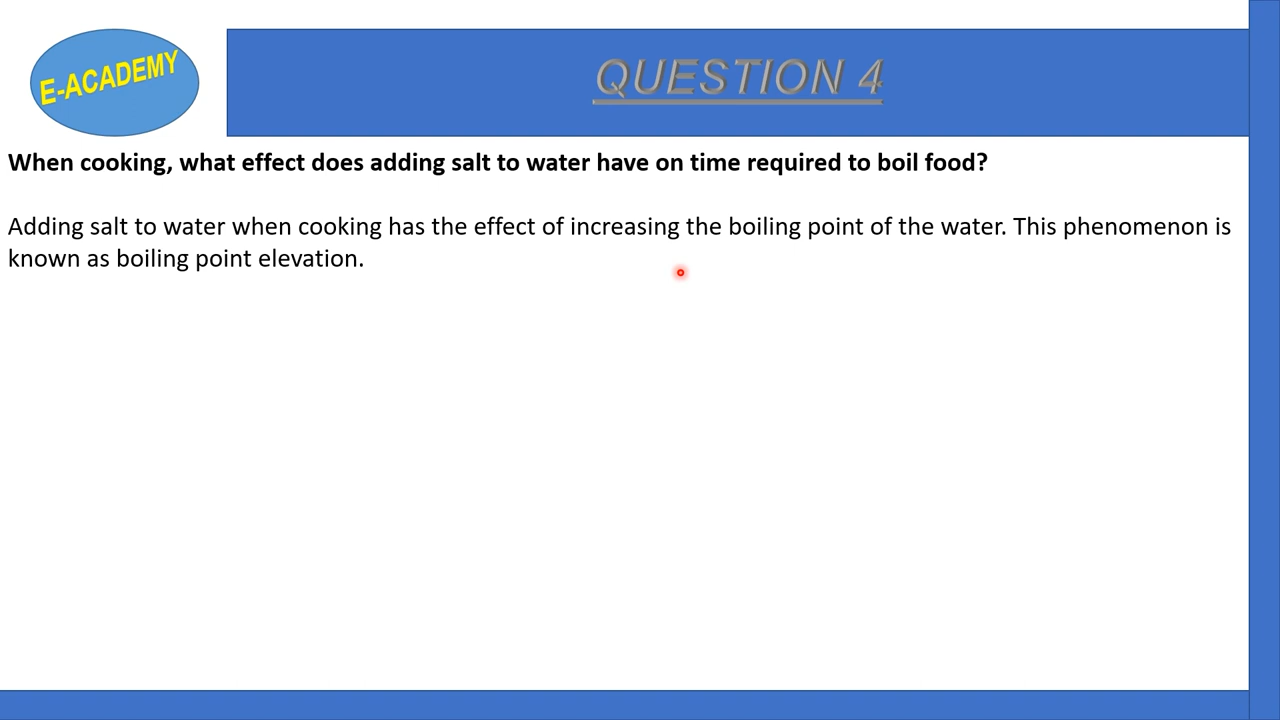 E-ACADEMY
QUESTION 4
When cooking, what effect does adding salt to water have on time required to boil food?
Adding salt to water when cooking has the effect of increasing the boiling point of the water. This phenomenon is
known as boiling point elevation.